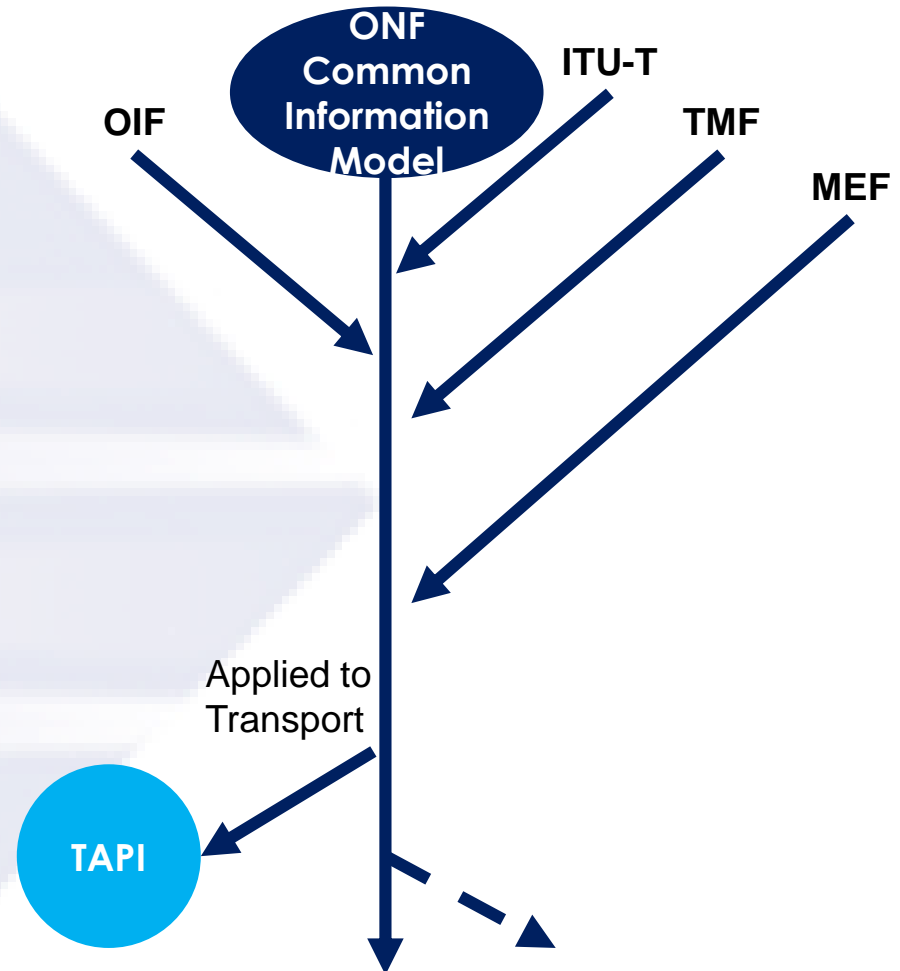 ONF
Common
Information
Model
ITU-T
OIF
TMF
MEF
Applied to
Transport
TAPI